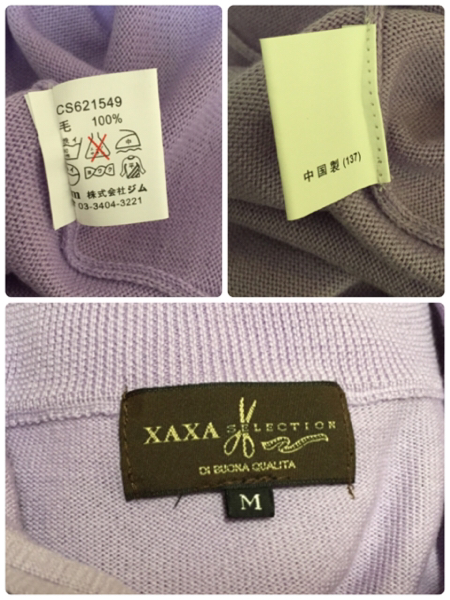 CS621549
毛 100%
株式会社ジム
03-3404-3221
中国製 (137)
XAXA SELECTION
DI BUONA QUALITA
M